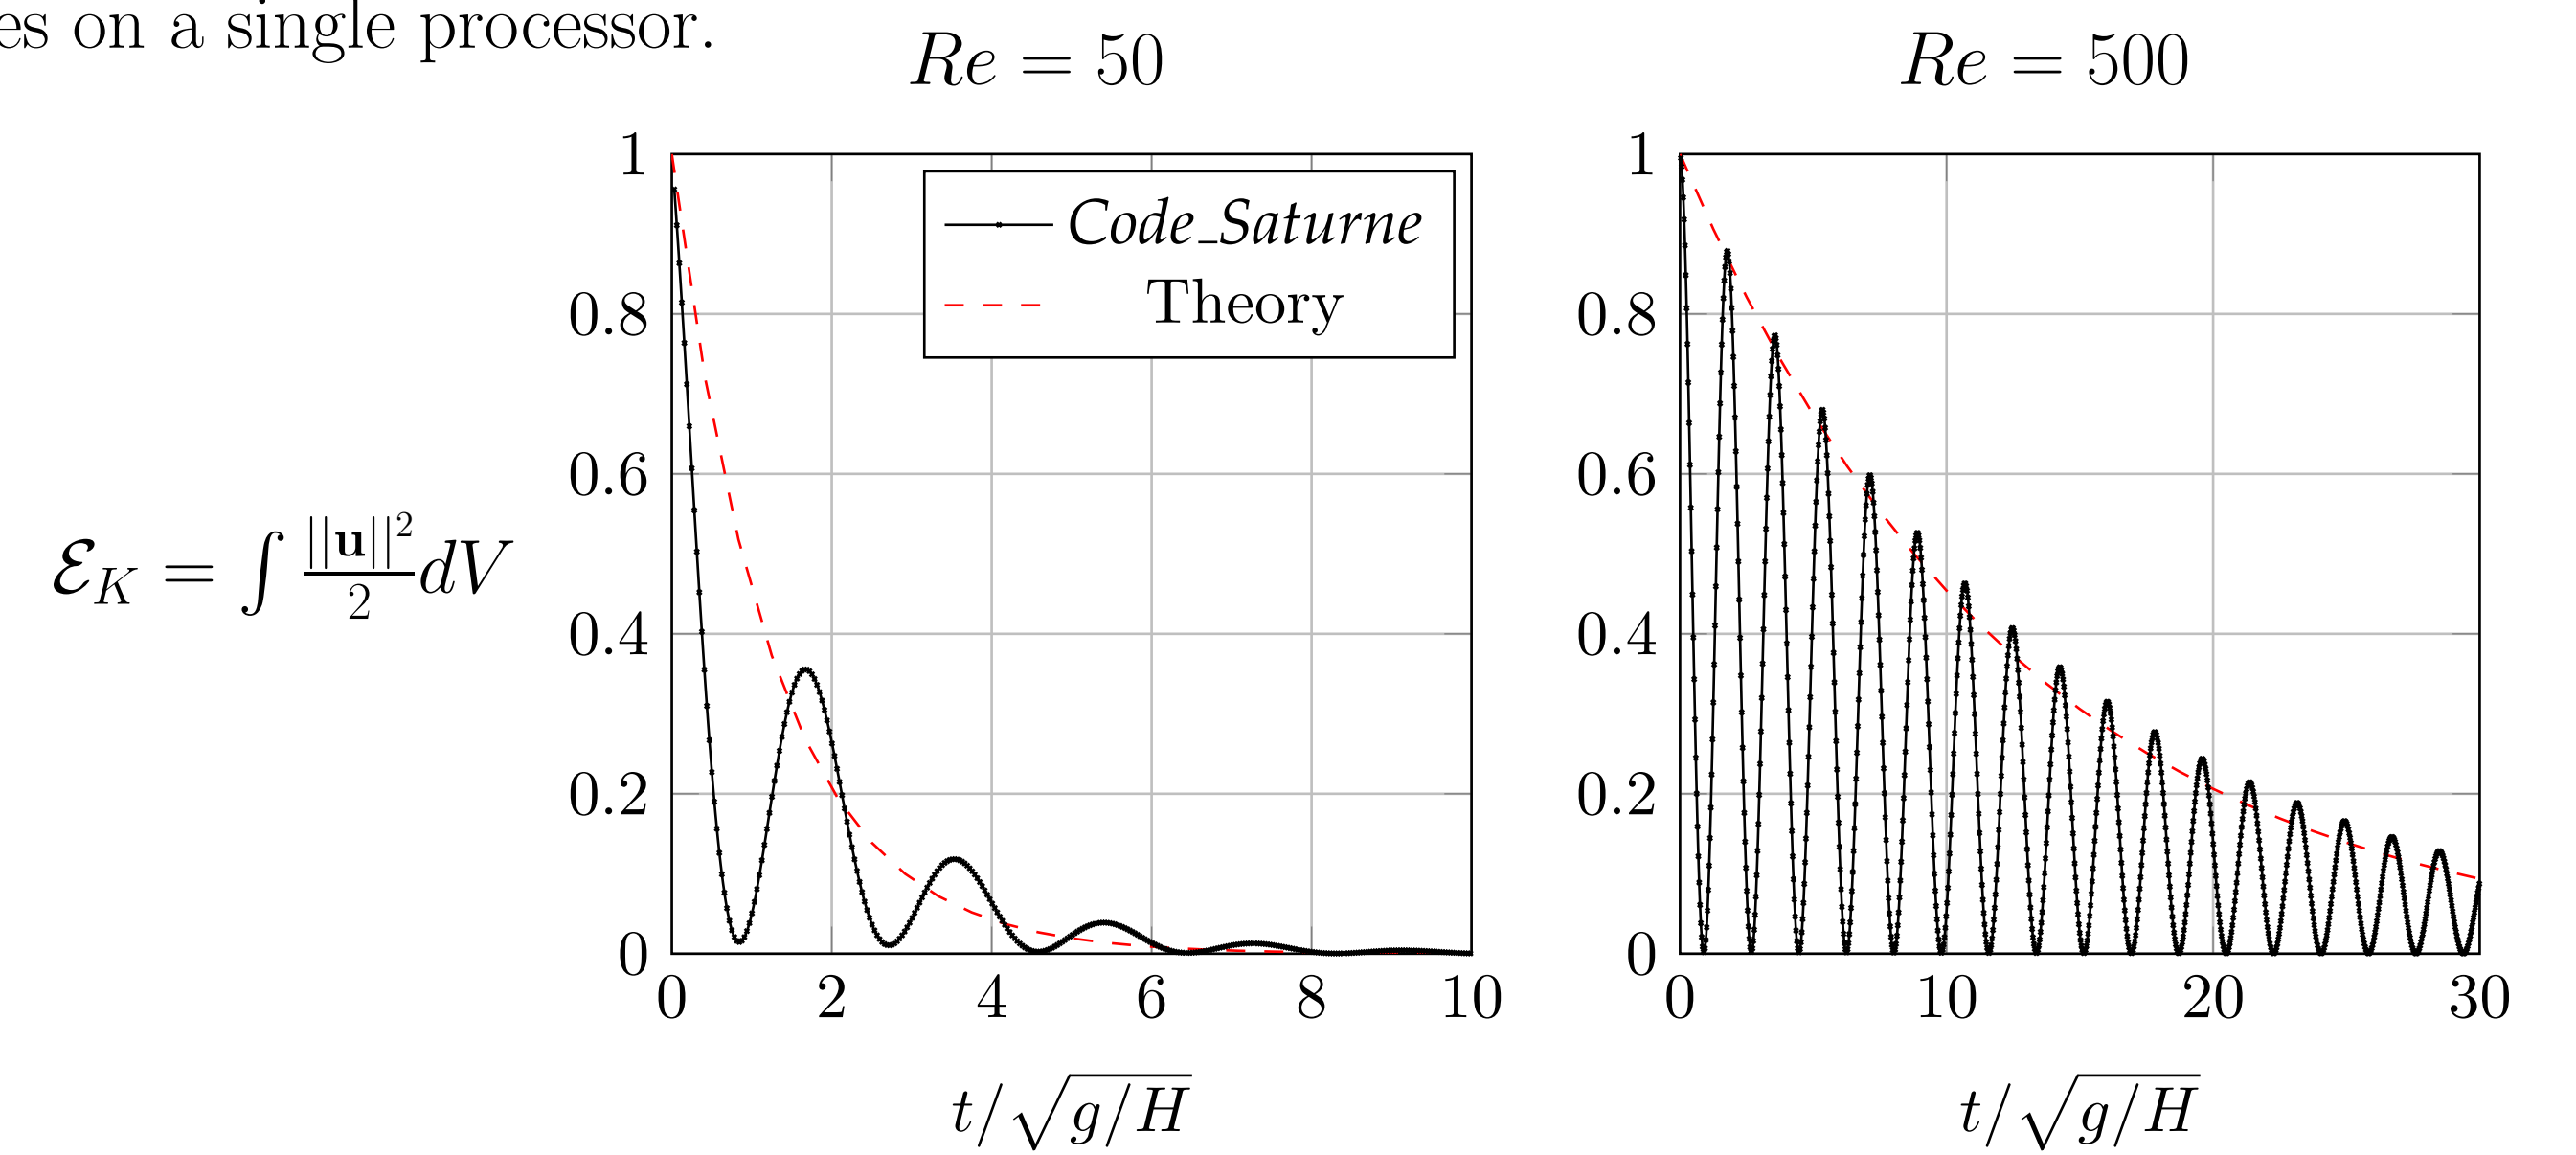 es on a single processor.
Re = 50
Re = 500
1
0.8
0.6
0.4
0.2
0
0 2 4 6 8 10
Code_Saturne
Theory
1
0.8
0.6
0.4
0.2
0
0 10 20 30
ℰ_K = ∫ ||𝐮||²/2 dV
t/√g/H
t/√g/H